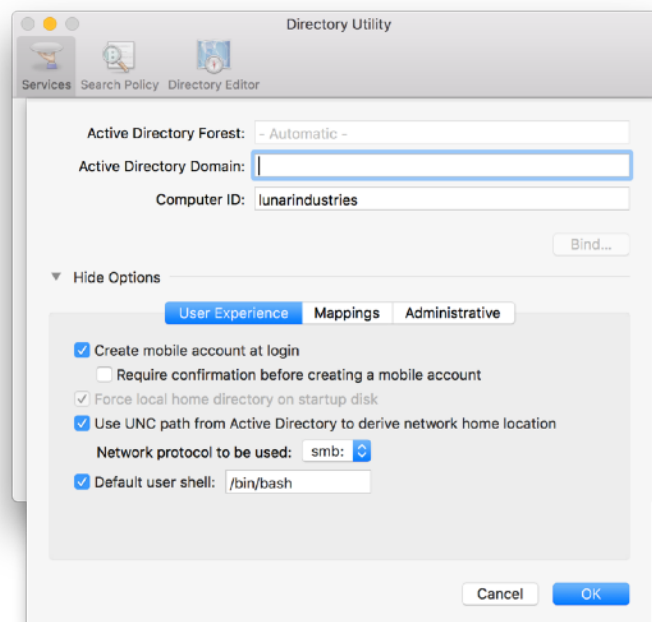 Directory Utility
Services Search Policy Directory Editor
Active Directory Forest: - Automatic -
Active Directory Domain:
Computer ID: lunarindustries
Bind...
Hide Options
User Experience Mappings Administrative
Create mobile account at login
Require confirmation before creating a mobile account
Force local home directory on startup disk
Use UNC path from Active Directory to derive network home location
Network protocol to be used: smb:
Default user shell: /bin/bash
Cancel OK